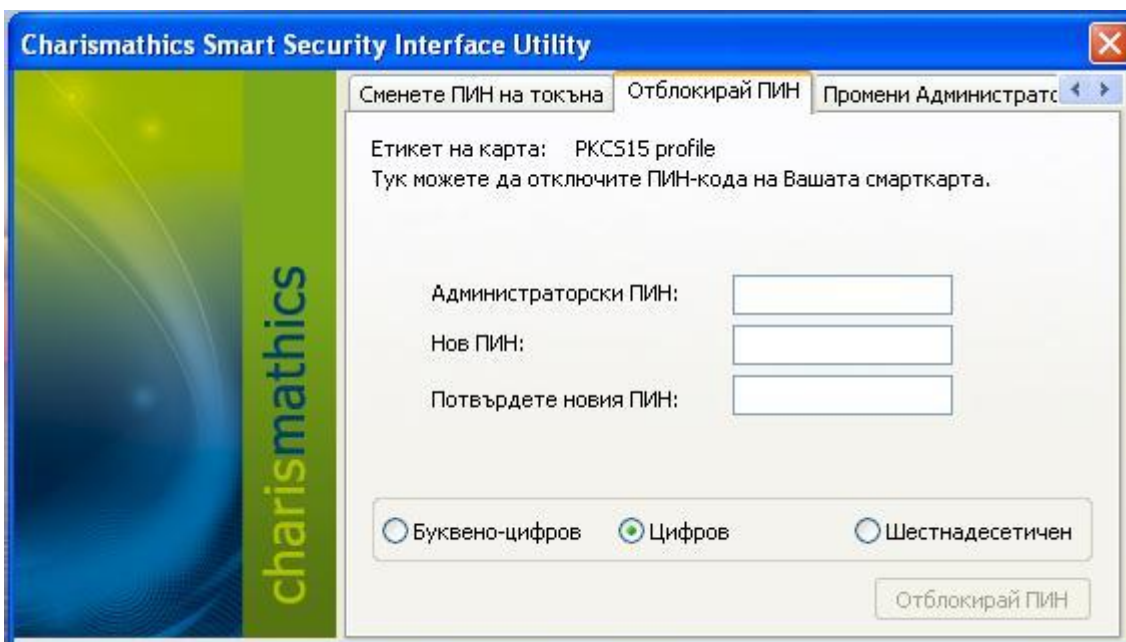 Charismathics Smart Security Interface Utility
Сменете ПИН на токъна Отблокирай ПИН Промени Администрато
Етикет на карта: PKCS15 profile
Тук можете да отключите ПИН-кода на Вашата смарткарта.
Администраторски ПИН:
Нов ПИН:
Потвърдете новия ПИН:
Буквено-цифров Цифров Шестнадесетичен
Отблокирай ПИН
charismathics